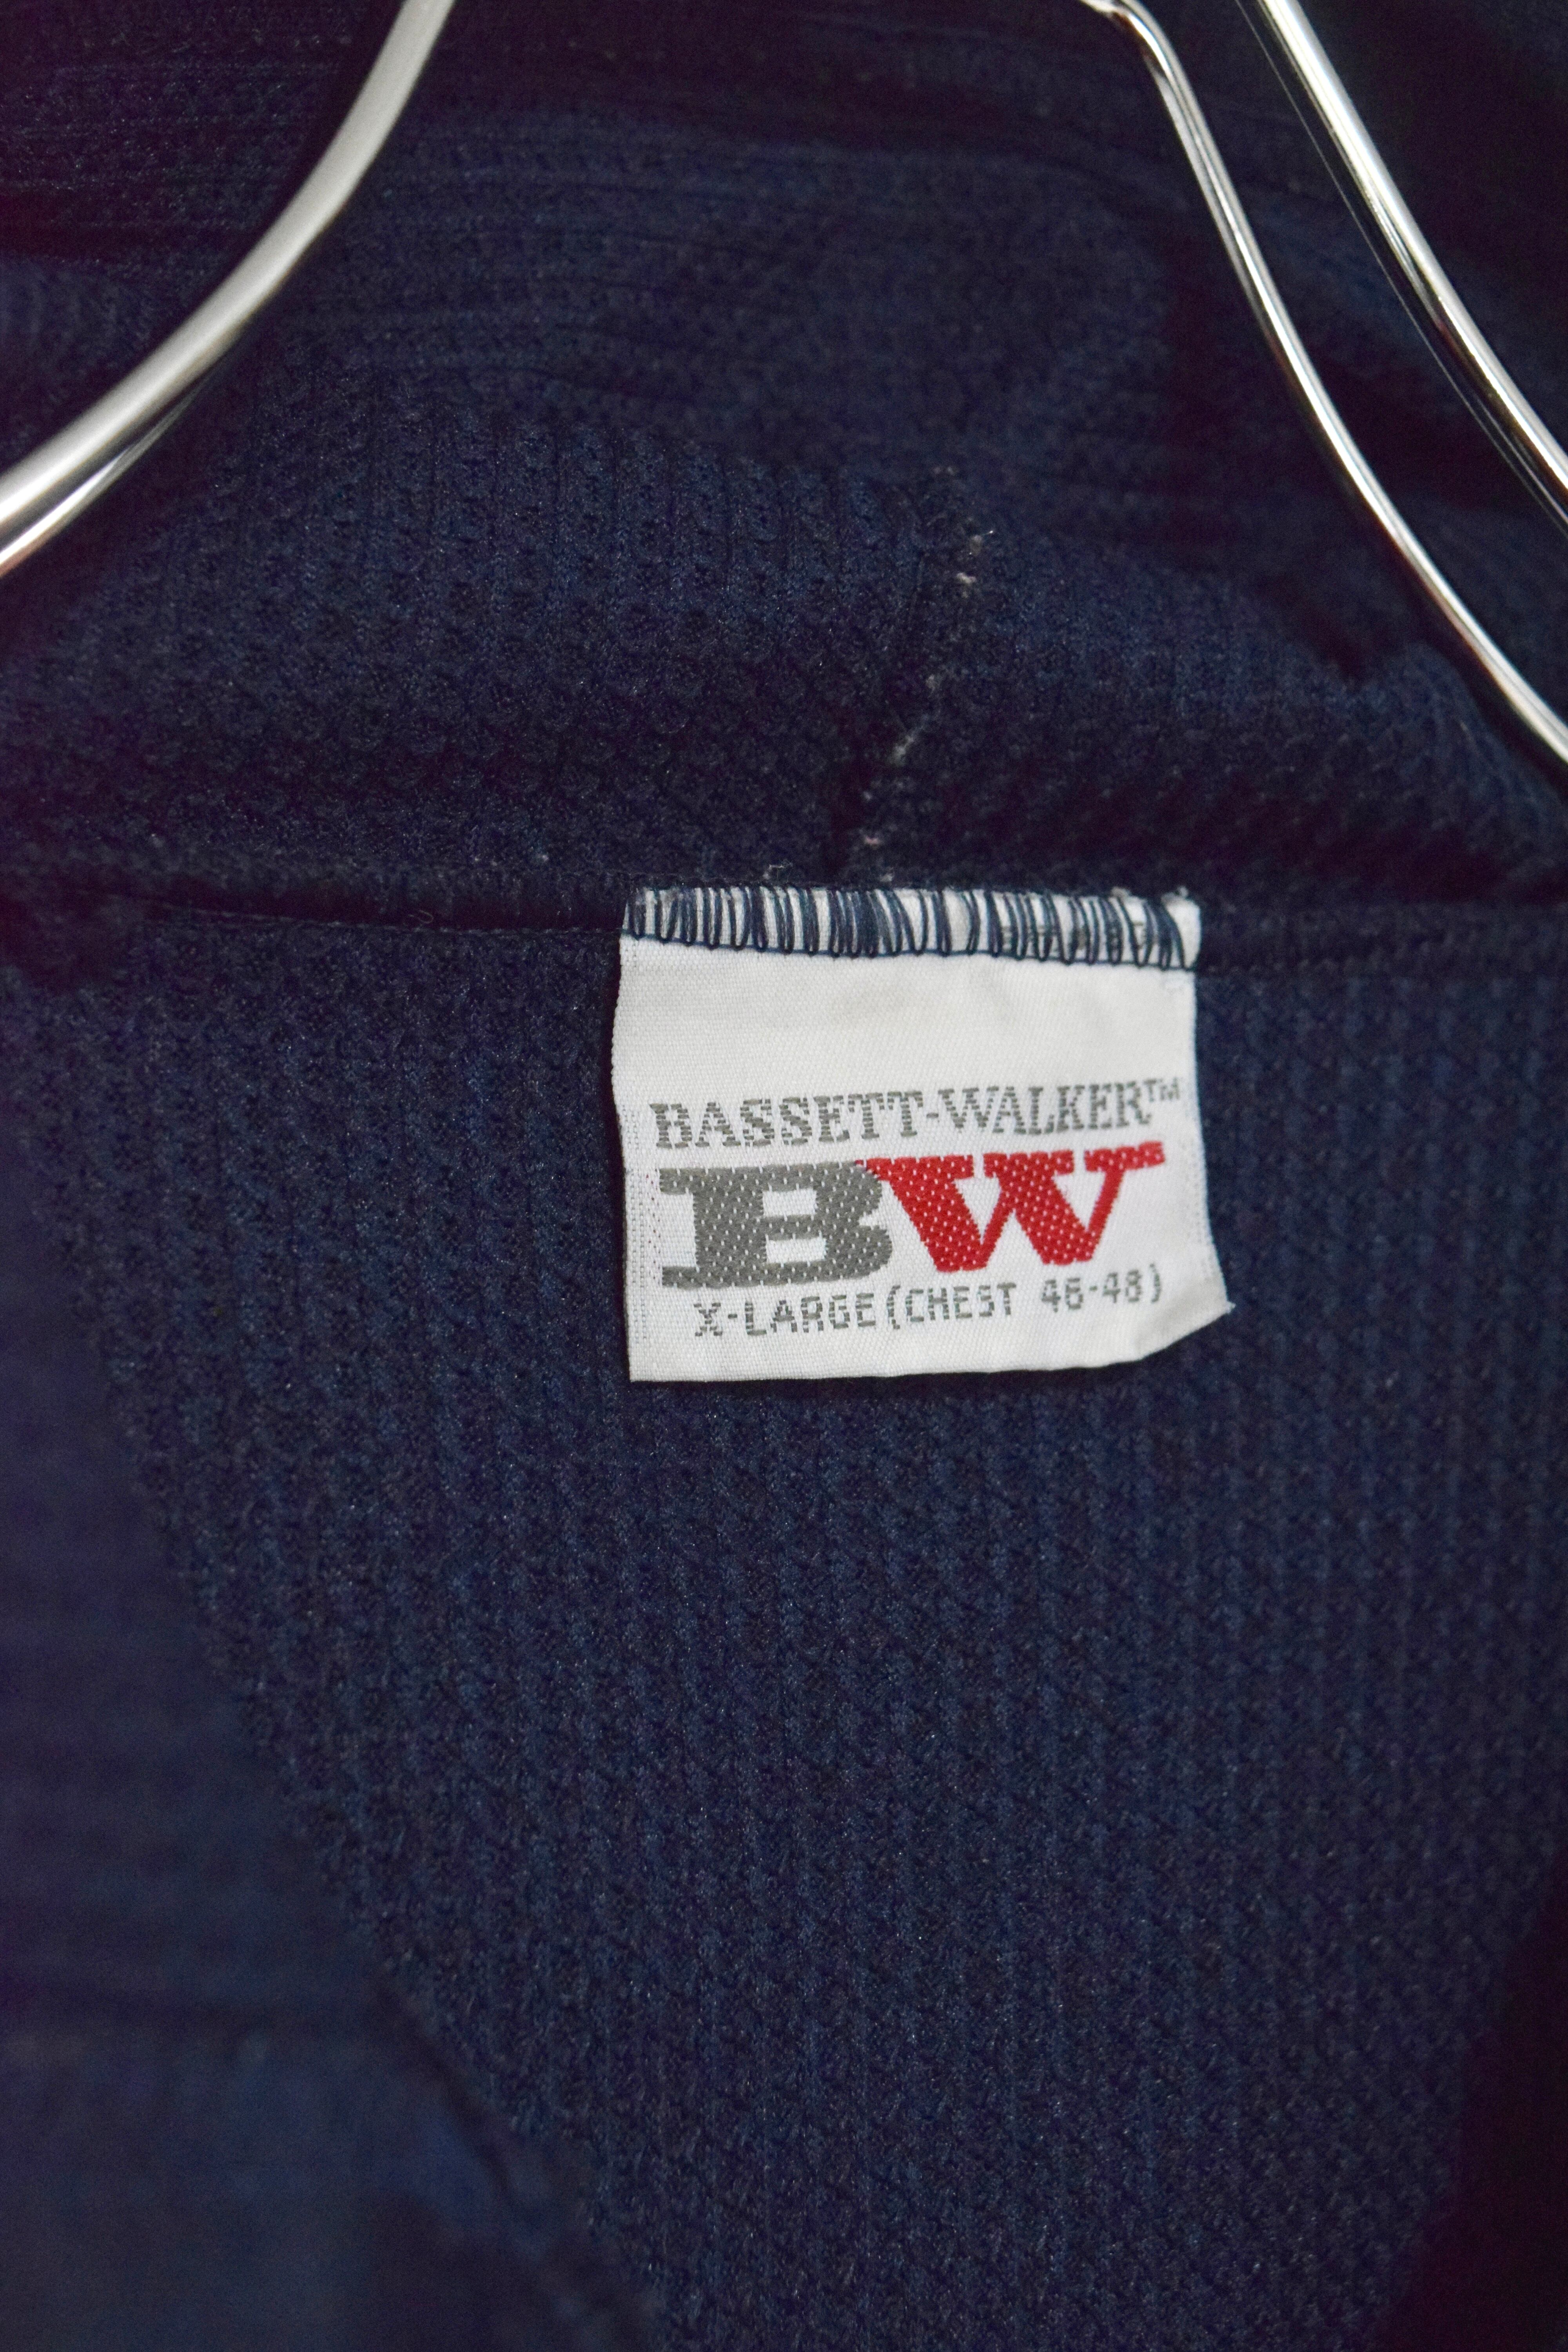 BASSETT-WALKER™
BW
X-LARGE (CHEST 46-48)